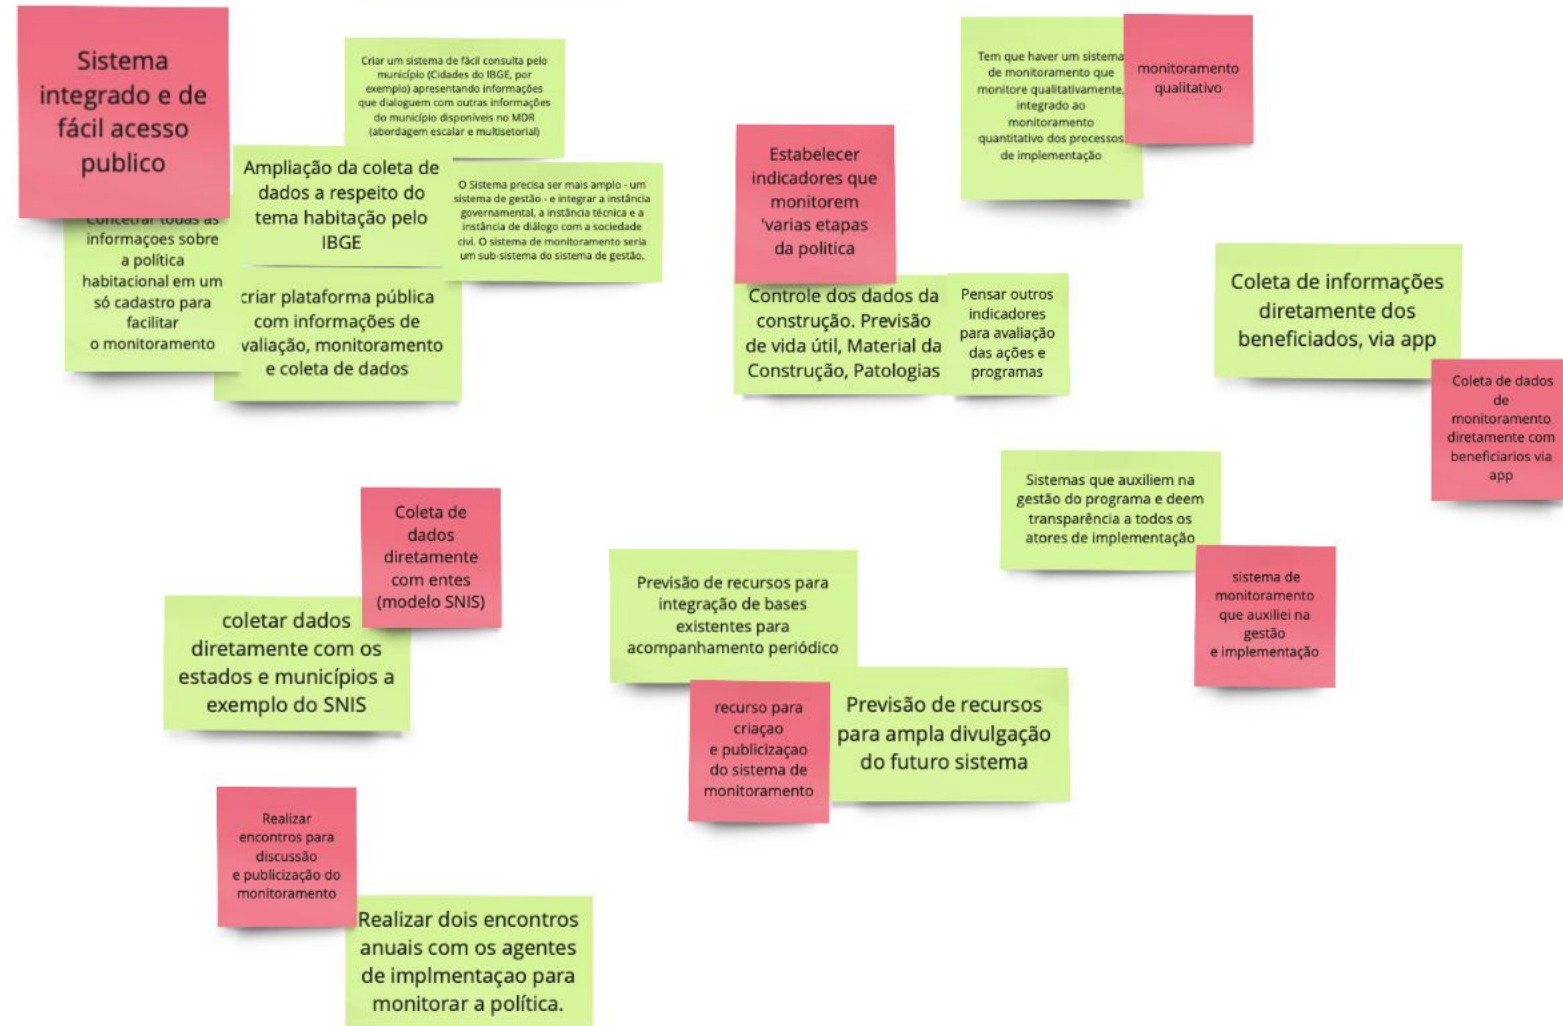 Sistema
integrado e de
fácil acesso
publico
Criar um sistema de fácil consulta pelo
município (Cidades do IBGE, por
exemplo) apresentando informações
que dialoguem com outras informações
do município disponíveis no MDR
(abordagem escalar e multisetorial)
Ampliação da coleta de
dados a respeito do
tema habitação pelo
IBGE
O Sistema precisa ser mais amplo - um
sistema de gestão - e integrar a instância
governamental, a instância técnica e a
instância de diálogo com a sociedade
civi. O sistema de monitoramento seria
um sub-sistema do sistema de gestão.
Concetrar todas as
informaçoes sobre
a política
habitacional em um
só cadastro para
facilitar
o monitoramento
criar plataforma pública
com informações de
valiação, monitoramento
e coleta de dados
Estabelecer
indicadores que
monitorem
'varias etapas
da politica
Controle dos dados da
construção. Previsão
de vida útil, Material da
Construção, Patologias
Pensar outros
indicadores
para avaliação
das ações e
programas
Tem que haver um sistema
de monitoramento que
monitore qualitativamente,
integrado ao
monitoramento
quantitativo dos processos
de implementação
monitoramento
qualitativo
Coleta de informações
diretamente dos
beneficiados, via app
Coleta de dados
de
monitoramento
diretamente com
beneficiarios via
app
Sistemas que auxiliem na
gestão do programa e deem
transparência a todos os
atores de implementação
sistema de
monitoramento
que auxiliei na
gestão
e implementação
Coleta de
dados
diretamente
com entes
(modelo SNIS)
coletar dados
diretamente com os
estados e municípios a
exemplo do SNIS
Previsão de recursos para
integração de bases
existentes para
acompanhamento periódico
recurso para
criaçao
e publicizaçao
do sistema de
monitoramento
Previsão de recursos
para ampla divulgação
do futuro sistema
Realizar
encontros para
discussão
e publicização do
monitoramento
Realizar dois encontros
anuais com os agentes
de implmentaçao para
monitorar a política.